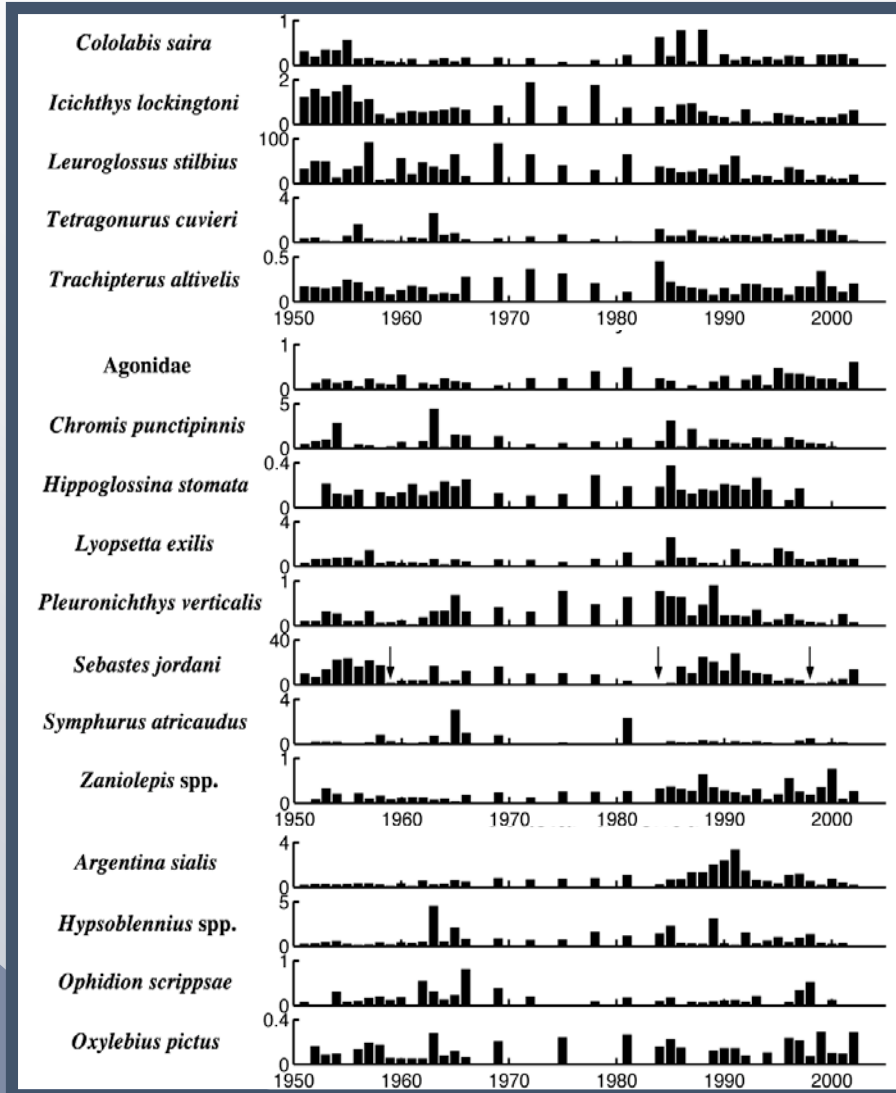 Cololabis saira 1 0
Icichthys lockingtoni 2 0
Leuroglossus stilbius 100 0
Tetragonurus cuvieri 4 0
Trachipterus altivelis 0.5 0
1950 1960 1970 1980 1990 2000
Agonidae 1 0
Chromis punctipinnis 5 0
Hippoglossina stomata 0.4 0
Lyopsetta exilis 4 0
Pleuronichthys verticalis 1 0
Sebastes jordani 40 0
Symphurus atricaudus 4 0
Zaniolepis spp. 1 0
1950 1960 1970 1980 1990 2000
Argentina sialis 4 0
Hypsoblennius spp. 5 0
Ophidion scrippsae 1 0
Oxylebius pictus 0.4 0
1950 1960 1970 1980 1990 2000